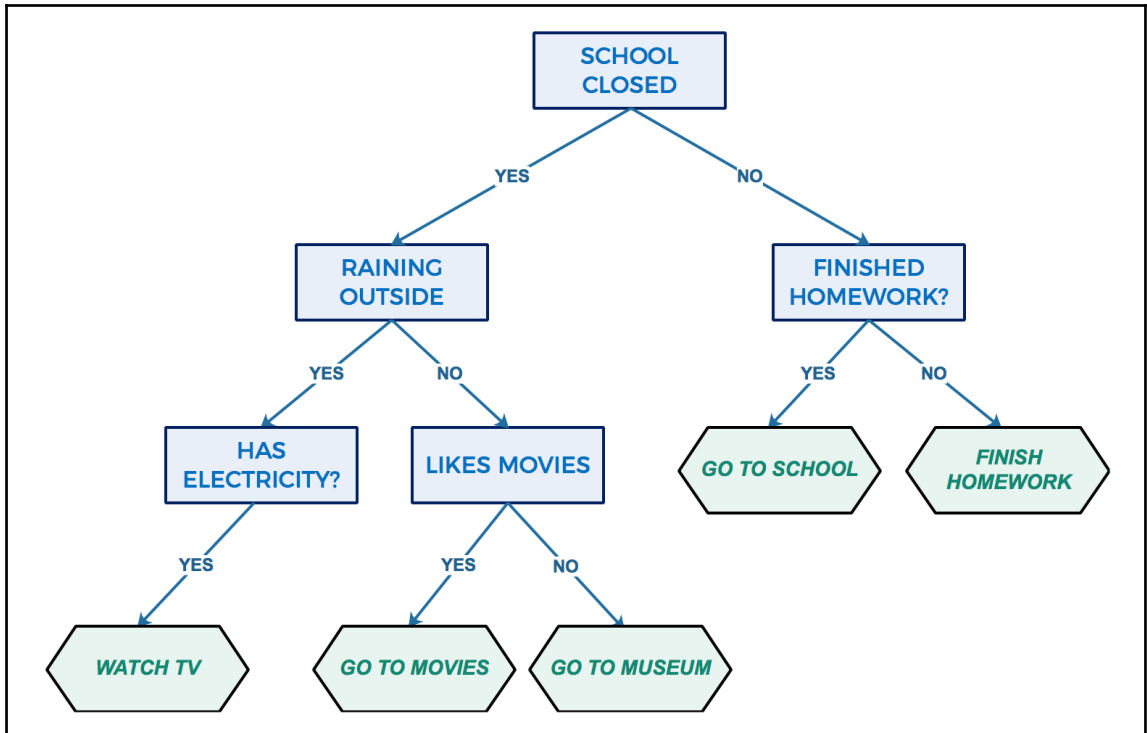 SCHOOL
CLOSED
YES
NO
RAINING
OUTSIDE
FINISHED
HOMEWORK?
YES
NO
YES
NO
HAS
ELECTRICITY?
LIKES MOVIES
GO TO SCHOOL
FINISH
HOMEWORK
YES
YES
NO
WATCH TV
GO TO MOVIES
GO TO MUSEUM